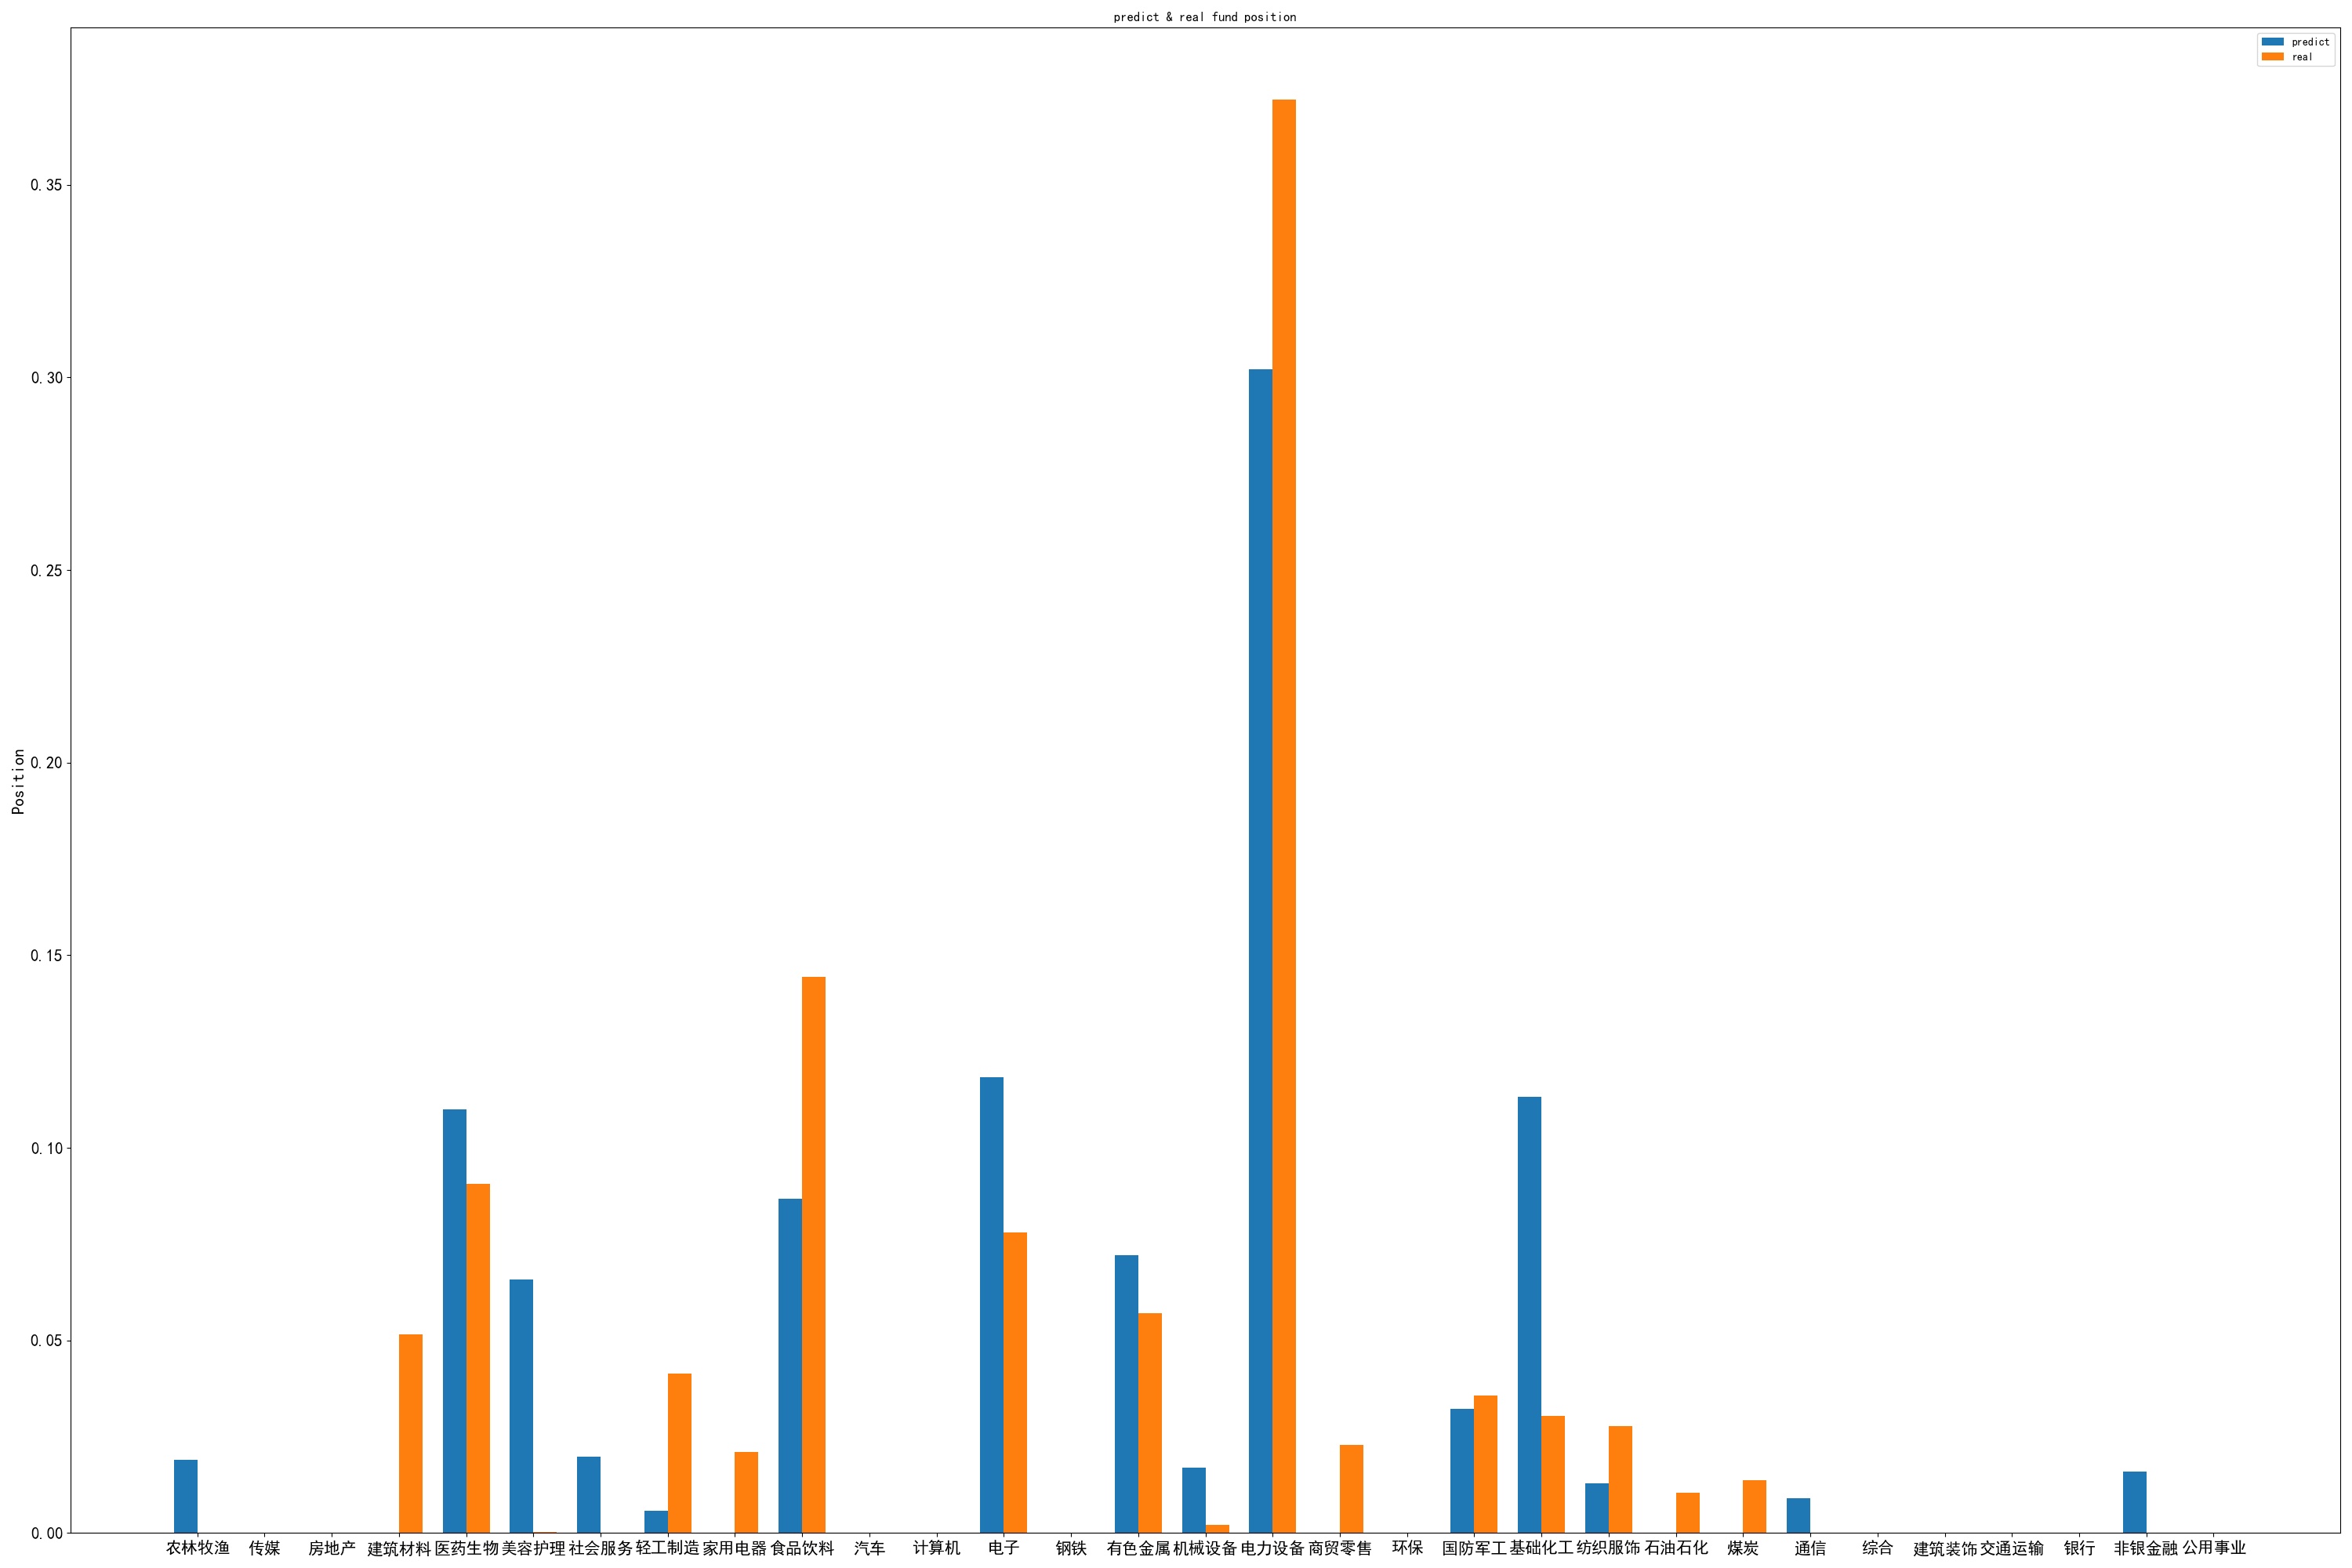 predict & real fund position
predict
real
Position
0.35
0.30
0.25
0.20
0.15
0.10
0.05
0.00
农林牧渔 传媒 房地产 建筑材料 医药生物 美容护理 社会服务 轻工制造 家用电器 食品饮料 汽车 计算机 电子 钢铁 有色金属 机械设备 电力设备 商贸零售 环保 国防军工 基础化工 纺织服饰 石油石化 煤炭 通信 综合 建筑装饰 交通运输 银行 非银金融 公用事业